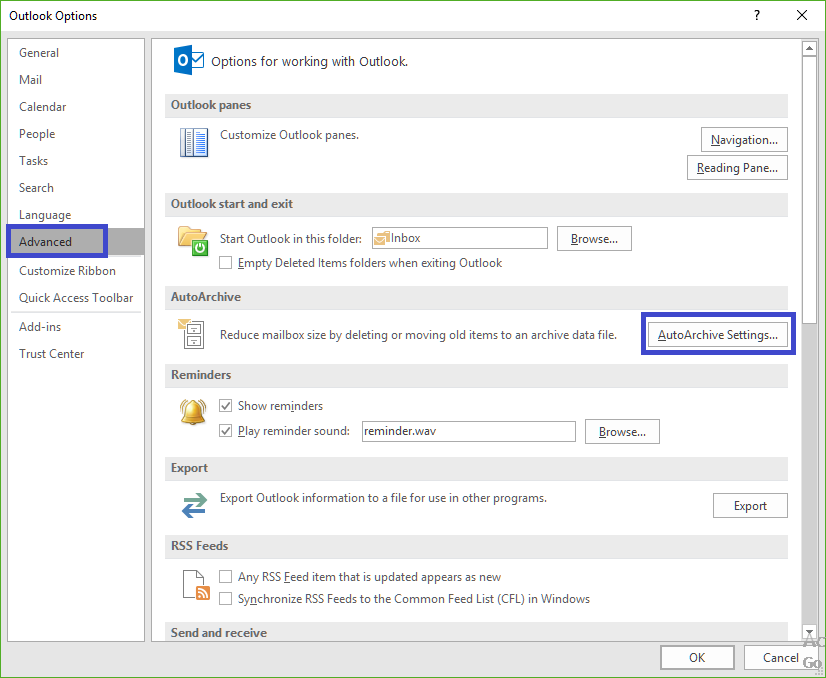 Outlook Options
?
General
Mail
Calendar
People
Tasks
Search
Language
Advanced
Customize Ribbon
Quick Access Toolbar
Add-ins
Trust Center
Options for working with Outlook.
Outlook panes
Customize Outlook panes.
Navigation...
Reading Pane...
Outlook start and exit
Start Outlook in this folder: Inbox Browse...
Empty Deleted Items folders when exiting Outlook
AutoArchive
Reduce mailbox size by deleting or moving old items to an archive data file. AutoArchive Settings...
Reminders
Show reminders
Play reminder sound: reminder.wav Browse...
Export
Export Outlook information to a file for use in other programs.
Export
RSS Feeds
Any RSS Feed item that is updated appears as new
Synchronize RSS Feeds to the Common Feed List (CFL) in Windows
Send and receive
OK Cancel
Go